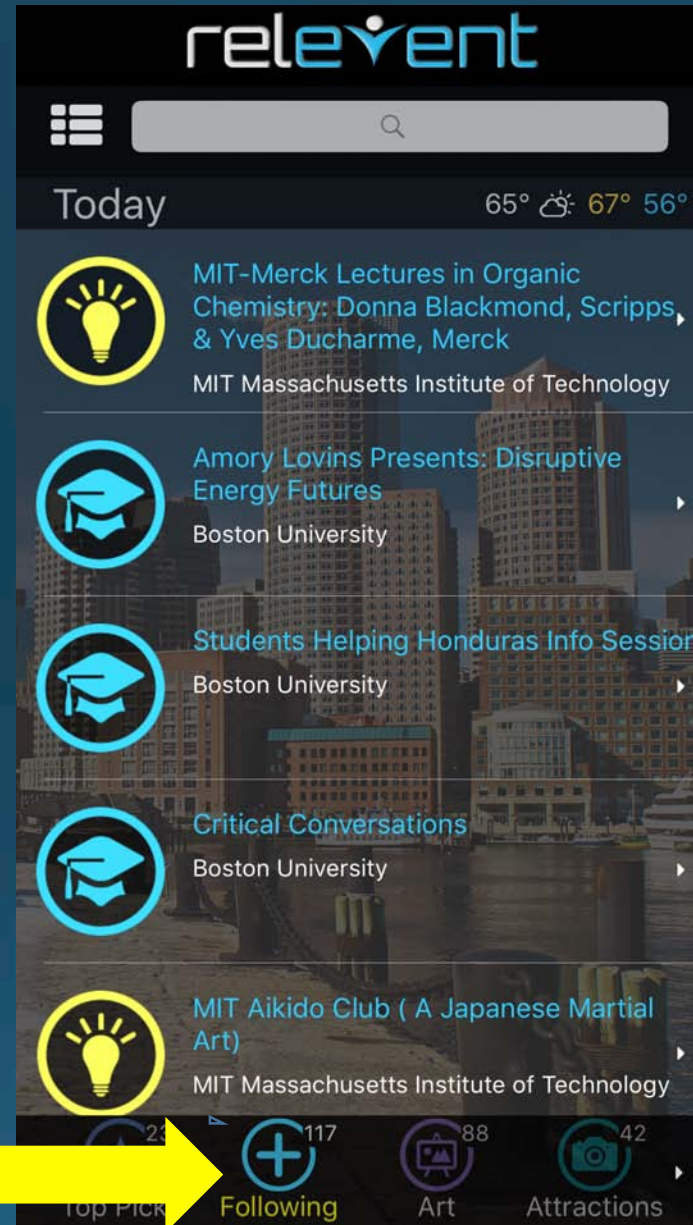 relevent
Today
65° 67° 56°
MIT-Merck Lectures in Organic
Chemistry: Donna Blackmond, Scripps
& Yves Ducharme, Merck
MIT Massachusetts Institute of Technology
Amory Lovins Presents: Disruptive
Energy Futures
Boston University
Students Helping Honduras Info Session
Boston University
Critical Conversations
Boston University
MIT Aikido Club ( A Japanese Martial
Art)
MIT Massachusetts Institute of Technology
23 117 88 42
Top Pick Following Art Attractions